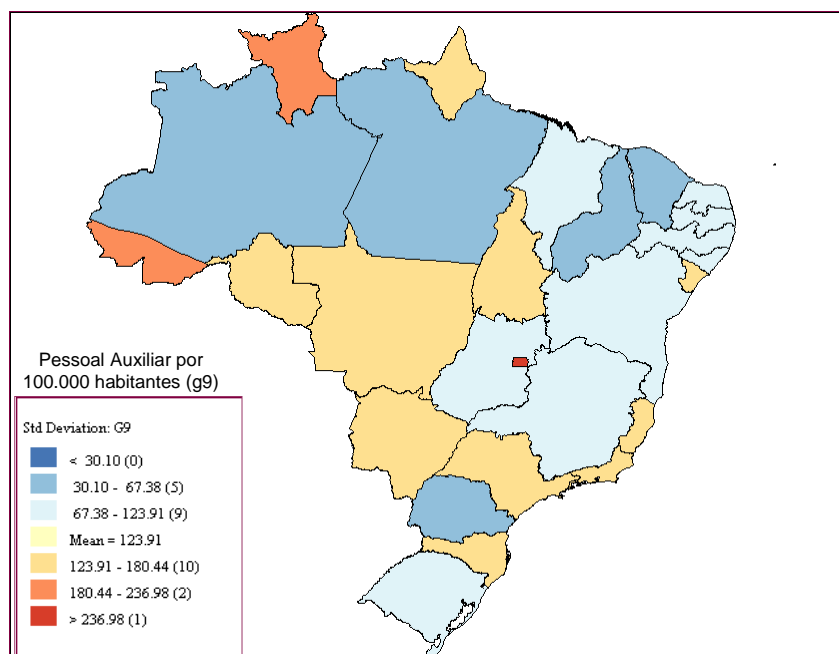 Pessoal Auxiliar por
100.000 habitantes (g9)
Std Deviation: G9
< 30.10 (0)
30.10 - 67.38 (5)
67.38 - 123.91 (9)
Mean = 123.91
123.91 - 180.44 (10)
180.44 - 236.98 (2)
> 236.98 (1)